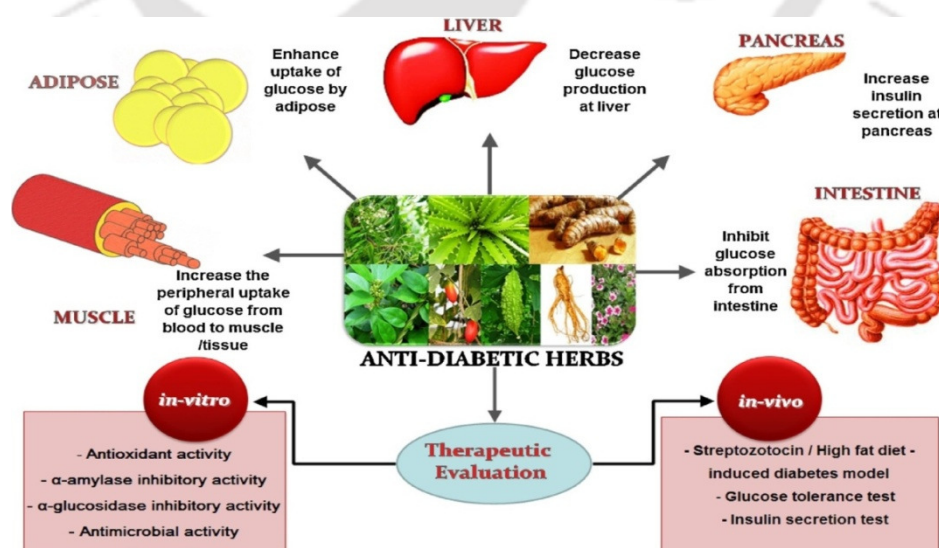 LIVER
Enhance
uptake of
glucose by
adipose
ADIPOSE
Decrease
glucose
production
at liver
PANCREAS
Increase
insulin
secretion at
pancreas
INTESTINE
Inhibit
glucose
absorption
from
intestine
Increase the
peripheral uptake
of glucose from
blood to muscle
/tissue
MUSCLE
ANTI-DIABETIC HERBS
Therapeutic
Evaluation
in-vitro
- Antioxidant activity
- α-amylase inhibitory activity
- α-glucosidase inhibitory activity
- Antimicrobial activity
in-vivo
- Streptozotocin / High fat diet -
induced diabetes model
- Glucose tolerance test
- Insulin secretion test